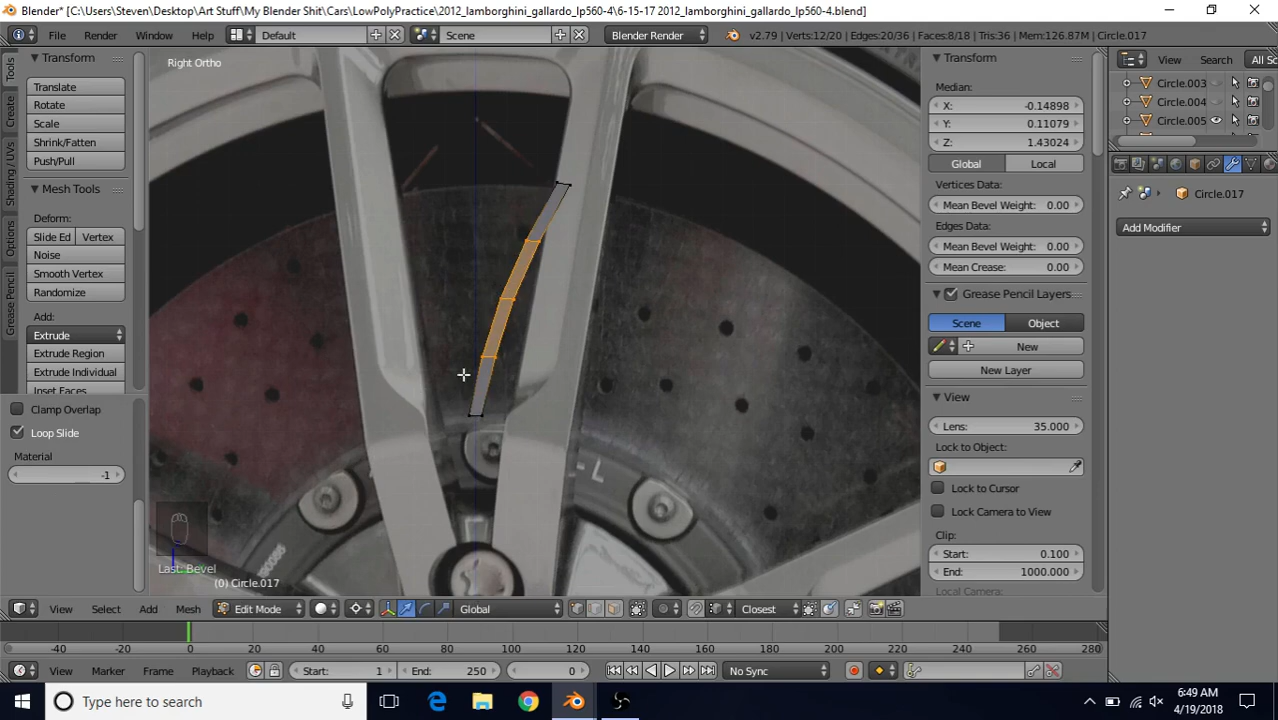 Blender* [C:\Users\Steven\Desktop\Art Stuff\My Blender Shit\Cars\LowPolyPractice\2012_lamborghini_gallardo_lp560-4\6-15-17 2012_lamborghini_gallardo_lp560-4.blend]
File Render Window Help Default Scene Blender Render v2.79 | Verts:12/20 | Edges:20/36 | Faces:8/18 | Tris:36 | Mem:126.87M | Circle.017
View Search All Sc
Tools
Create
Shading / UVs
Options
Grease Pencil
Transform
Translate
Rotate
Scale
Shrink/Fatten
Push/Pull
Mesh Tools
Deform:
Slide Ed Vertex
Noise
Smooth Vertex
Randomize
Add:
Extrude
Extrude Region
Extrude Individual
Inset Faces
Clamp Overlap
Loop Slide
Material
-1
Right Ortho
-L
Last: Bevel
(0) Circle.017
Transform
Median:
X: -0.14898
Y: 0.11079
Z: 1.43024
Global Local
Vertices Data:
Mean Bevel Weight: 0.00
Edges Data:
Mean Bevel Weight: 0.00
Mean Crease: 0.00
Grease Pencil Layers
Scene Object
New
New Layer
View
Lens: 35.000
Lock to Object:
Lock to Cursor
Lock Camera to View
Clip:
Start: 0.100
End: 1000.000
Local Camera:
Circle.003
Circle.004
Circle.005
Circle.017
Add Modifier
View Select Add Mesh Edit Mode Global Closest
-40 -20 0 20 40 60 80 100 120 140 160 180 200 220 240 260 280
View Marker Frame Playback Start: 1 End: 250 0 No Sync
Type here to search
6:49 AM
4/19/2018